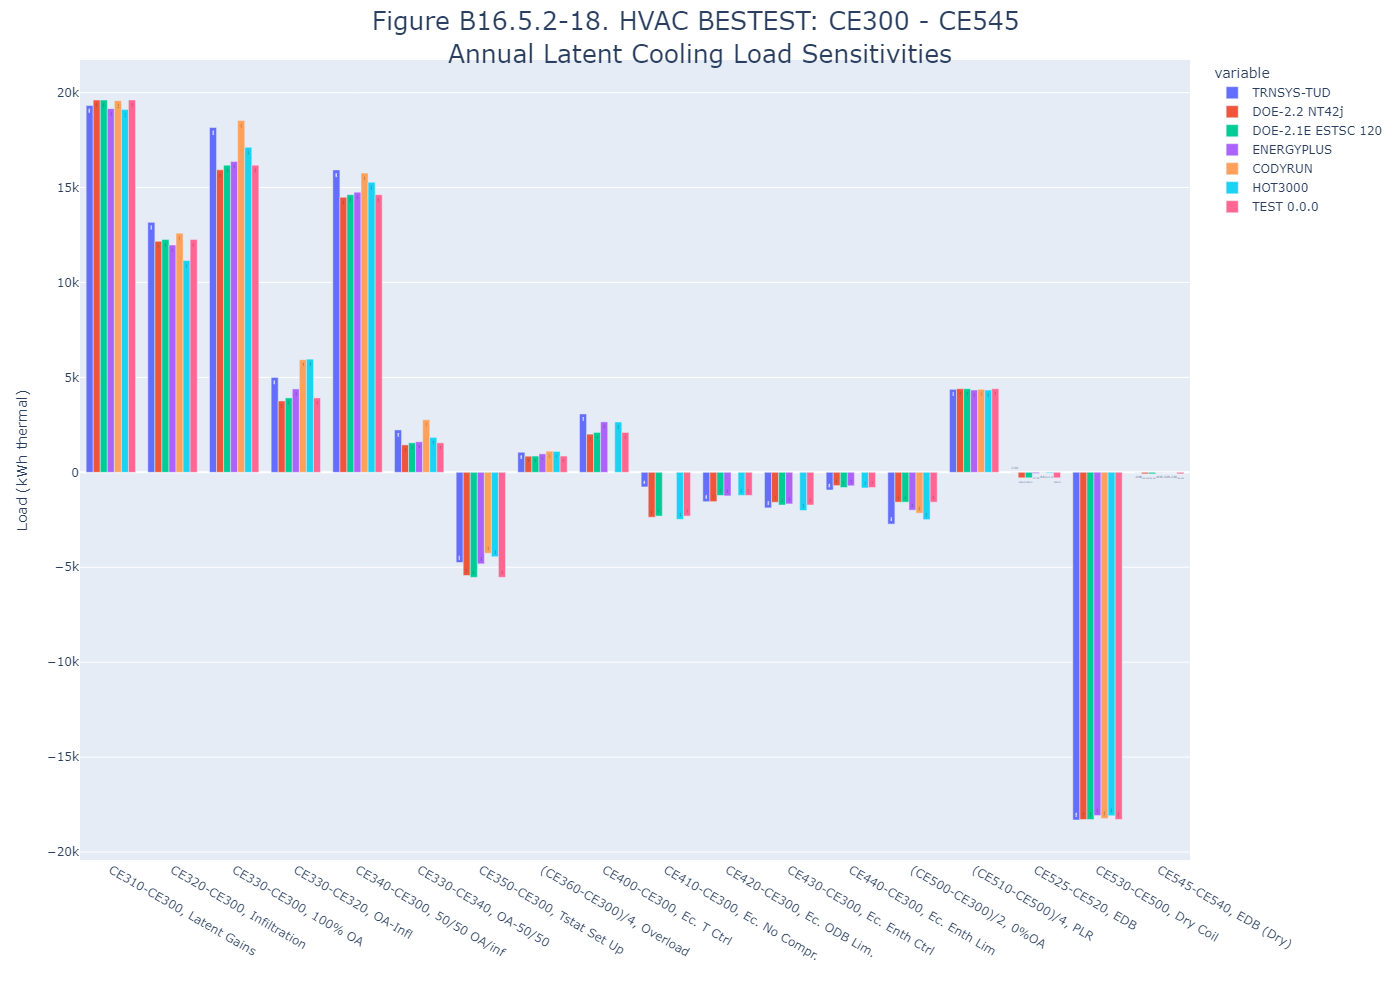 Figure B16.5.2-18. HVAC BESTEST: CE300 - CE545
Annual Latent Cooling Load Sensitivities
variable
TRNSYS-TUD
DOE-2.2 NT42j
DOE-2.1E ESTSC 120
ENERGYPLUS
CODYRUN
HOT3000
TEST 0.0.0
Load (kWh thermal)
20k
15k
10k
5k
0
−5k
−10k
−15k
−20k
CE310-CE300, Latent Gains
CE320-CE300, Infiltration
CE330-CE300, 100% OA
CE330-CE320, OA-Infl
CE340-CE300, 50/50 OA/inf
CE330-CE340, OA-50/50
CE350-CE300, Tstat Set Up
(CE360-CE300)/4, Overload
CE400-CE300, Ec. T Ctrl
CE410-CE300, Ec. No Compr.
CE420-CE300, Ec. ODB Lim.
CE430-CE300, Ec. Enth Ctrl
CE440-CE300, Ec. Enth Lim
(CE500-CE300)/2, 0%OA
(CE510-CE500)/4, PLR
CE525-CE520, EDB
CE530-CE500, Dry Coil
CE545-CE540, EDB (Dry)